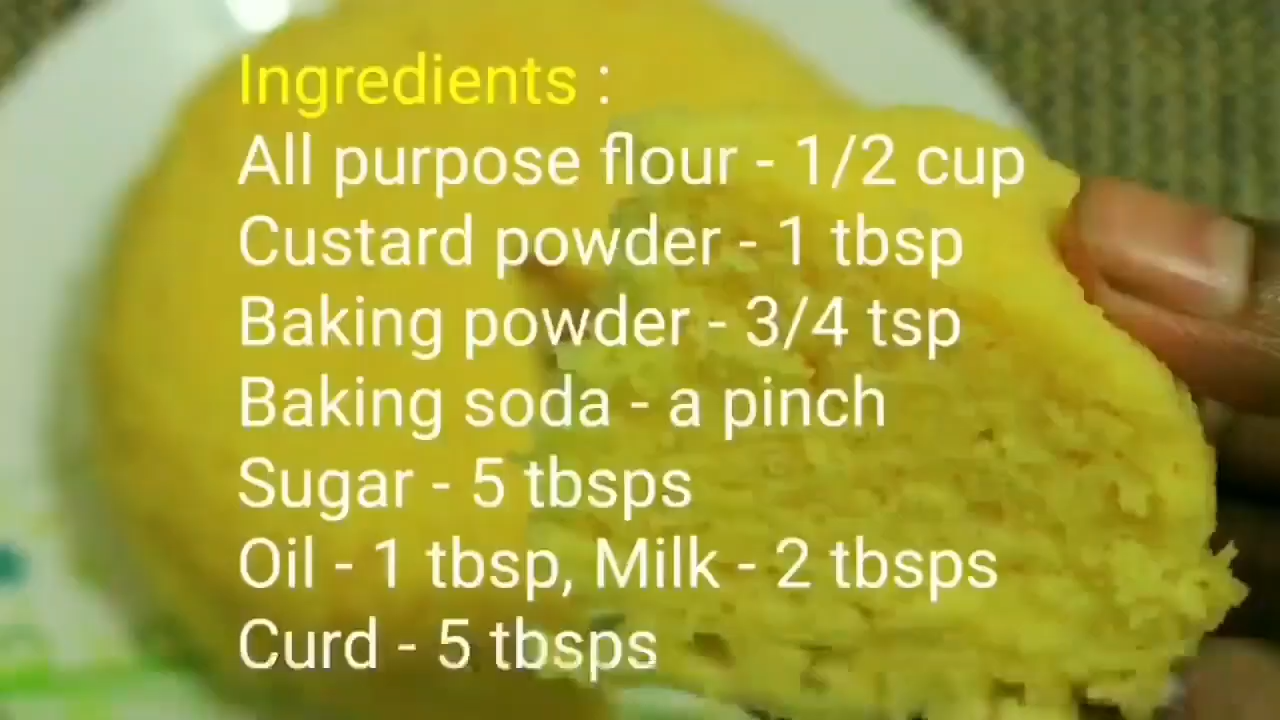 Ingredients :
All purpose flour - 1/2 cup
Custard powder - 1 tbsp
Baking powder - 3/4 tsp
Baking soda - a pinch
Sugar - 5 tbsps
Oil - 1 tbsp, Milk - 2 tbsps
Curd - 5 tbsps